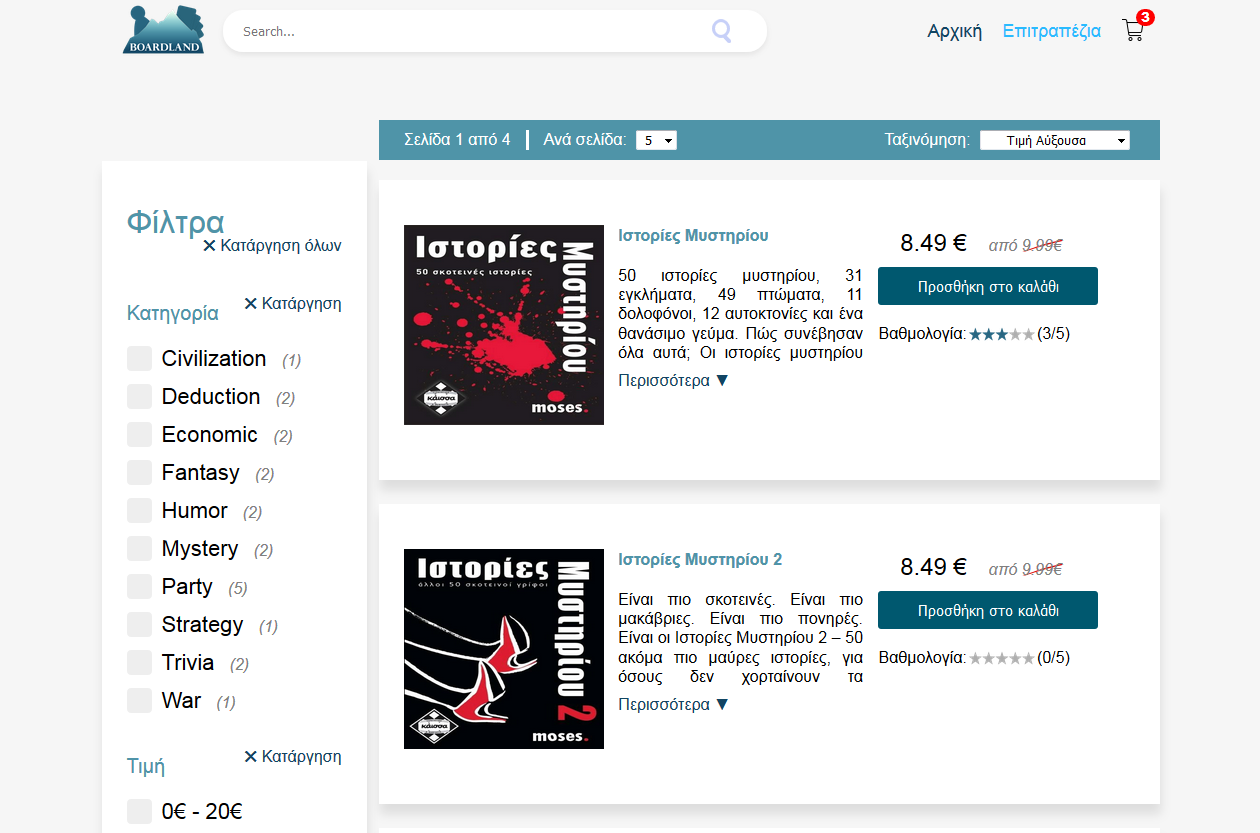 BOARDLAND
Search...
Αρχική
Επιτραπέζια
3
Σελίδα 1 από 4
Ανά σελίδα:
5
Ταξινόμηση:
Τιμή Αύξουσα
Φίλτρα
✕ Κατάργηση όλων
Κατηγορία
✕ Κατάργηση
Civilization (1)
Deduction (2)
Economic (2)
Fantasy (2)
Humor (2)
Mystery (2)
Party (5)
Strategy (1)
Trivia (2)
War (1)
Τιμή
✕ Κατάργηση
0€ - 20€
Ιστορίες
Μυστηρίου
50 σκοτεινές ιστορίες
κάισσα
moses.
Ιστορίες Μυστηρίου
50 ιστορίες μυστηρίου, 31
εγκλήματα, 49 πτώματα, 11
δολοφόνοι, 12 αυτοκτονίες και ένα
θανάσιμο γεύμα. Πώς συνέβησαν
όλα αυτά; Οι ιστορίες μυστηρίου
Περισσότερα ▼
8.49 € από 9.99€
Προσθήκη στο καλάθι
Βαθμολογία: ★★★★★ (3/5)
Ιστορίες
Μυστηρίου 2
άλλοι 50 σκοτεινοί γρίφοι
κάισσα
moses.
Ιστορίες Μυστηρίου 2
Είναι πιο σκοτεινές. Είναι πιο
μακάβριες. Είναι πιο πονηρές.
Είναι οι Ιστορίες Μυστηρίου 2 – 50
ακόμα πιο μαύρες ιστορίες, για
όσους δεν χορταίνουν τα
Περισσότερα ▼
8.49 € από 9.99€
Προσθήκη στο καλάθι
Βαθμολογία: ★★★★★ (0/5)